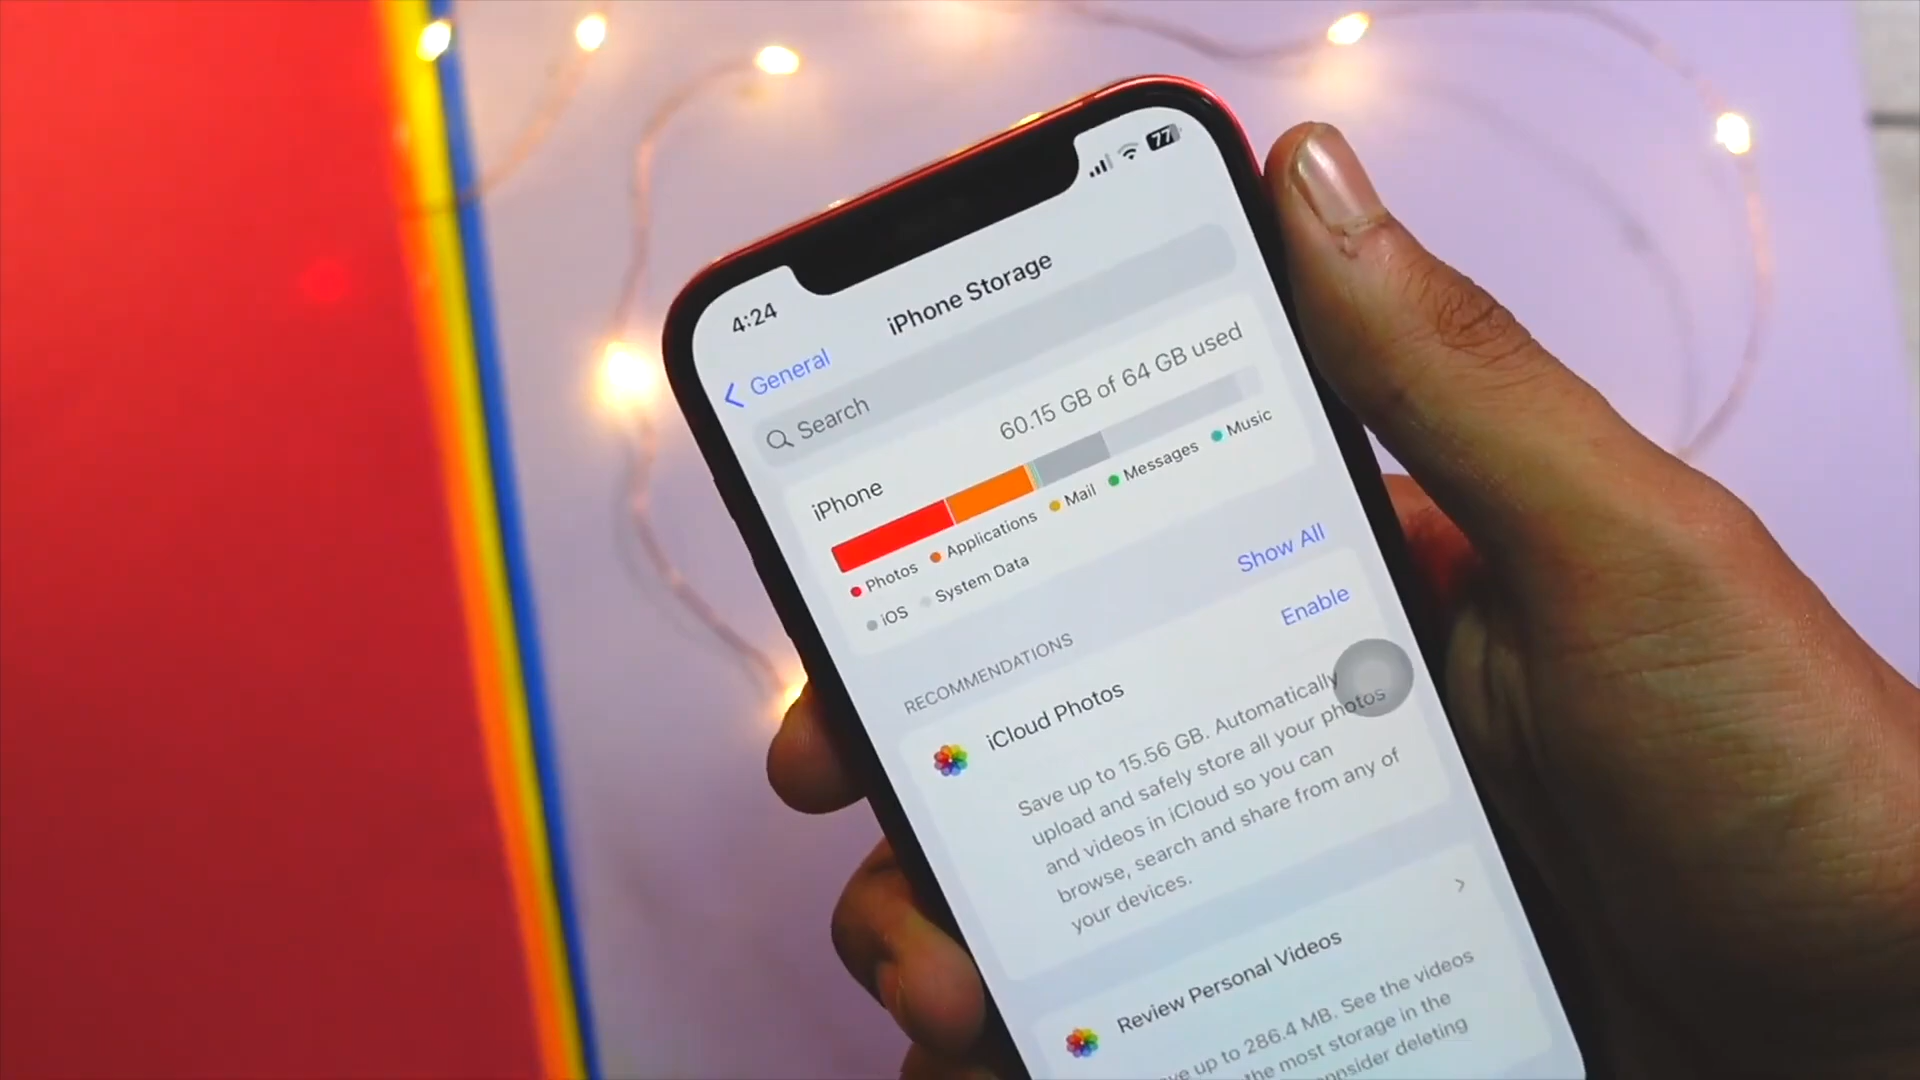 4:24
77
General
iPhone Storage
Search
iPhone
60.15 GB of 64 GB used
Photos
Applications
Mail
Messages
Music
iOS
System Data
RECOMMENDATIONS
Show All
iCloud Photos
Enable
Save up to 15.56 GB. Automatically
upload and safely store all your photos
and videos in iCloud so you can
browse, search and share from any of
your devices.
Review Personal Videos
up to 286.4 MB. See the videos
the most storage in the
deleting